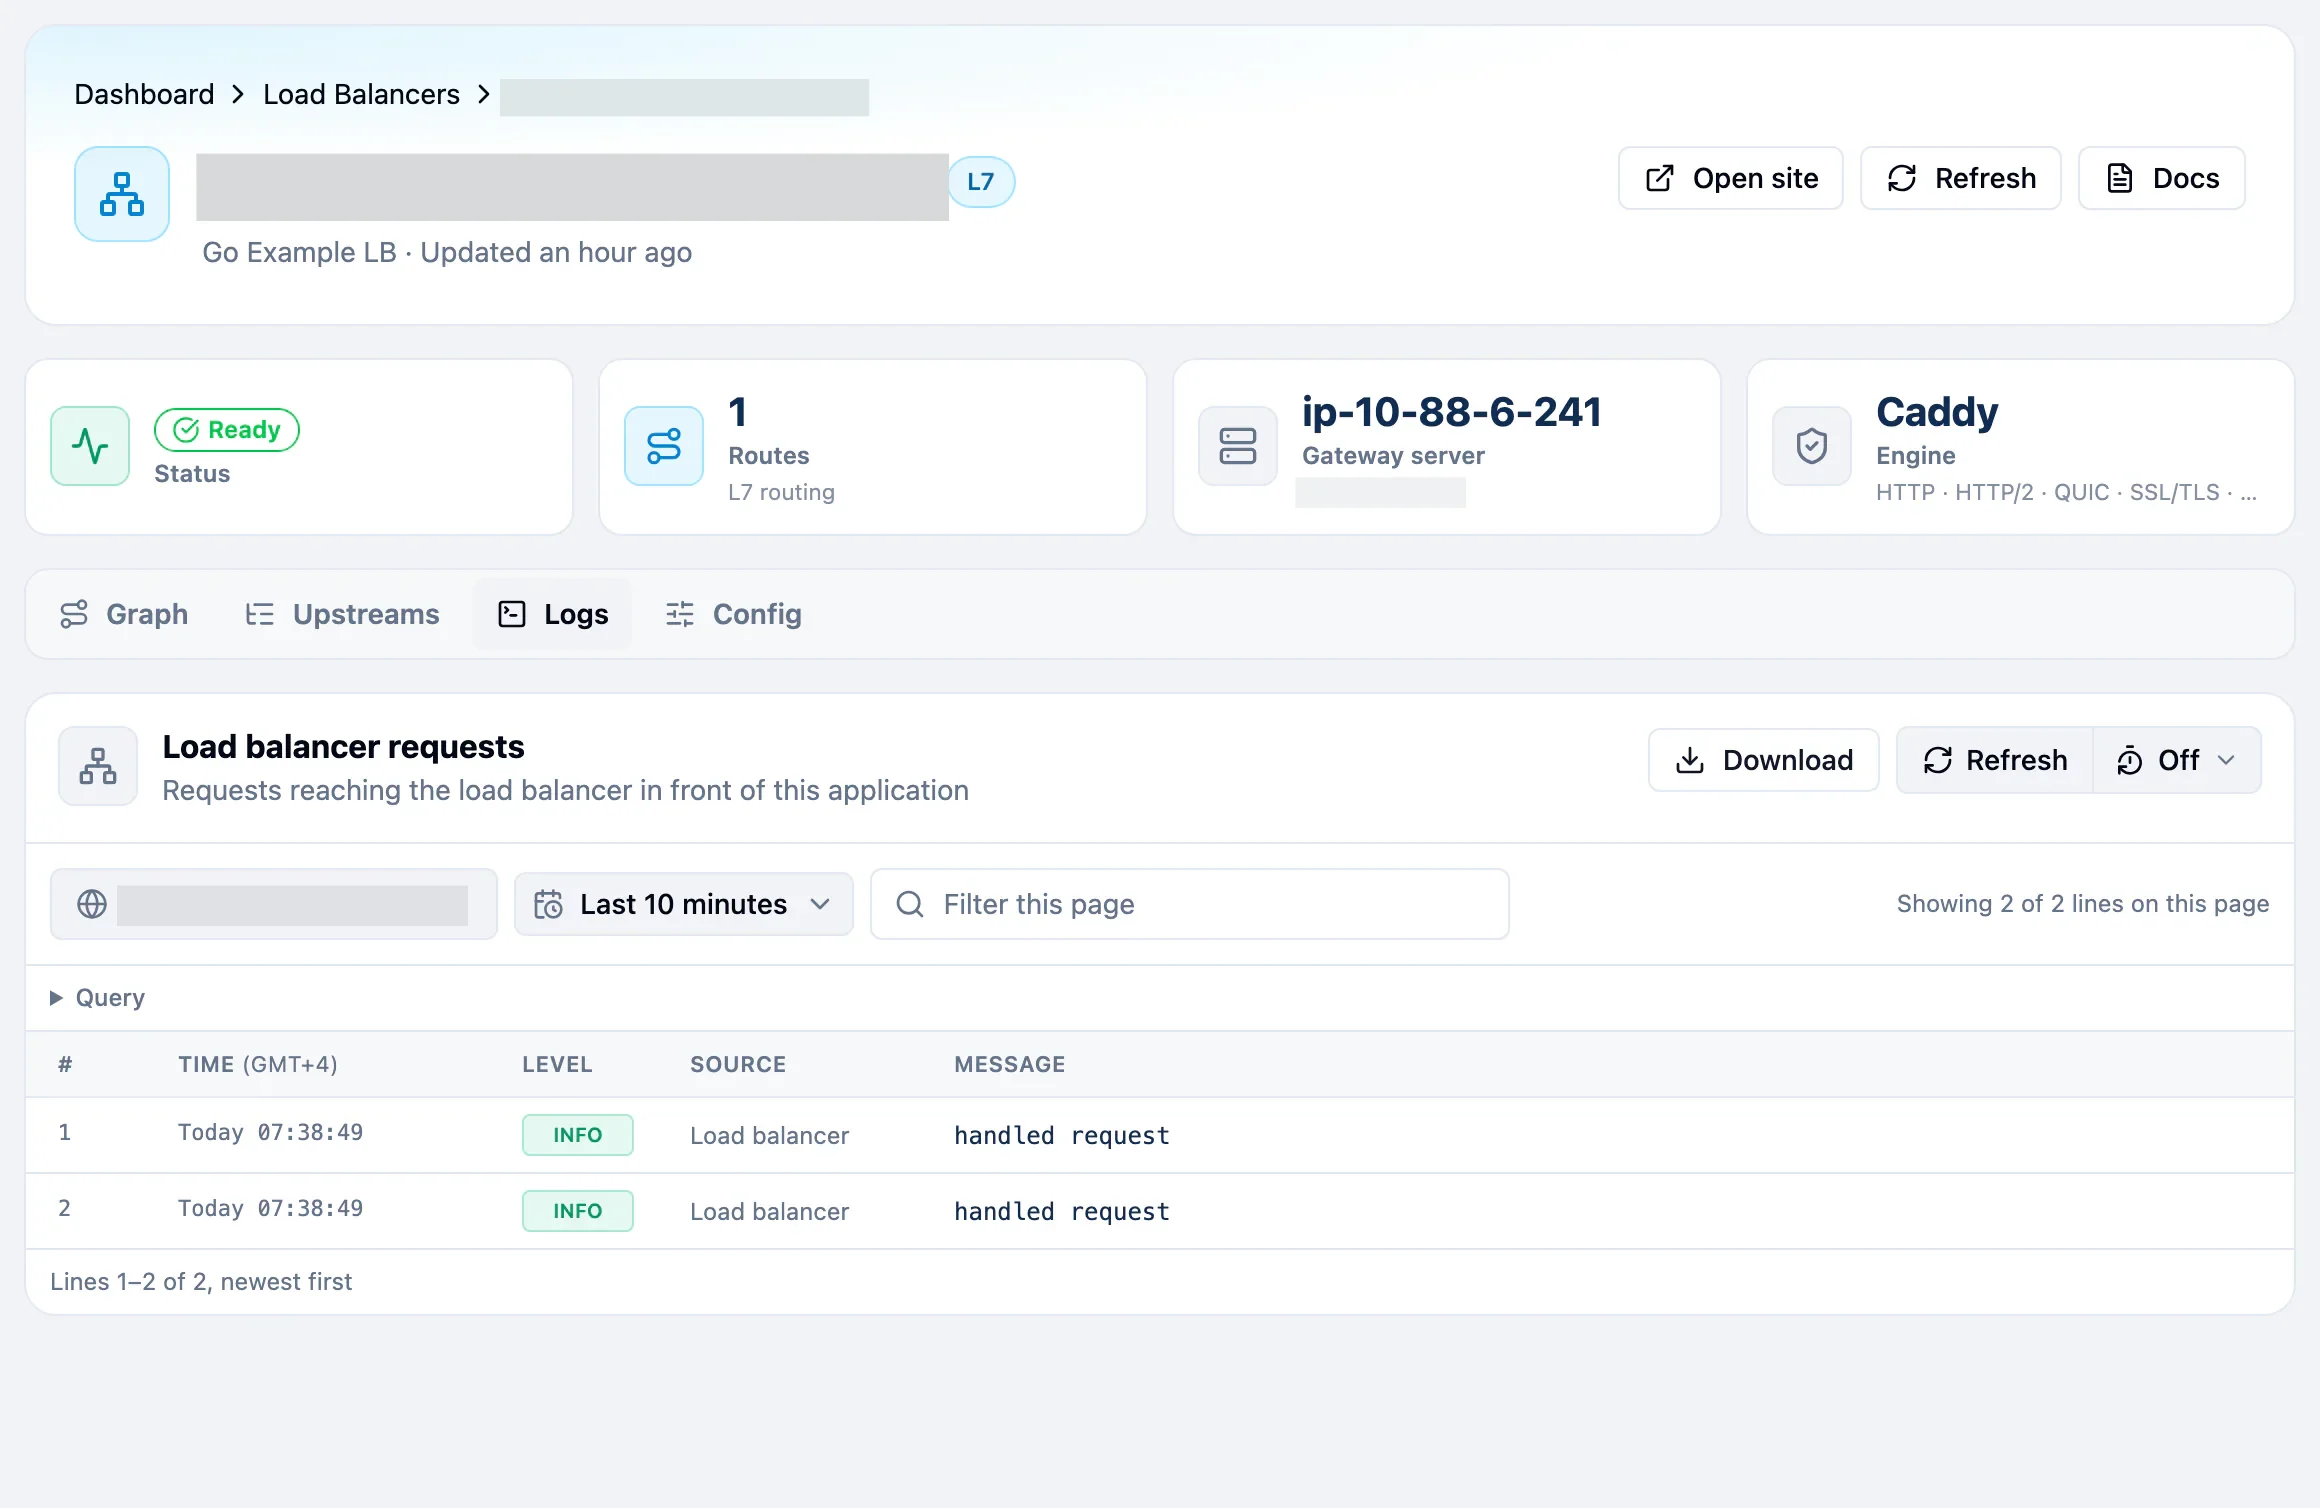 Dashboard > Load Balancers >
L7
Go Example LB · Updated an hour ago
Open site
Refresh
Docs
Ready
Status
1
Routes
L7 routing
ip-10-88-6-241
Gateway server
Caddy
Engine
HTTP · HTTP/2 · QUIC · SSL/TLS · ...
Graph
Upstreams
Logs
Config
Load balancer requests
Requests reaching the load balancer in front of this application
Download
Refresh
Off
Last 10 minutes
Filter this page
Showing 2 of 2 lines on this page
Query
# TIME (GMT+4) LEVEL SOURCE MESSAGE
1 Today 07:38:49 INFO Load balancer handled request
2 Today 07:38:49 INFO Load balancer handled request
Lines 1–2 of 2, newest first